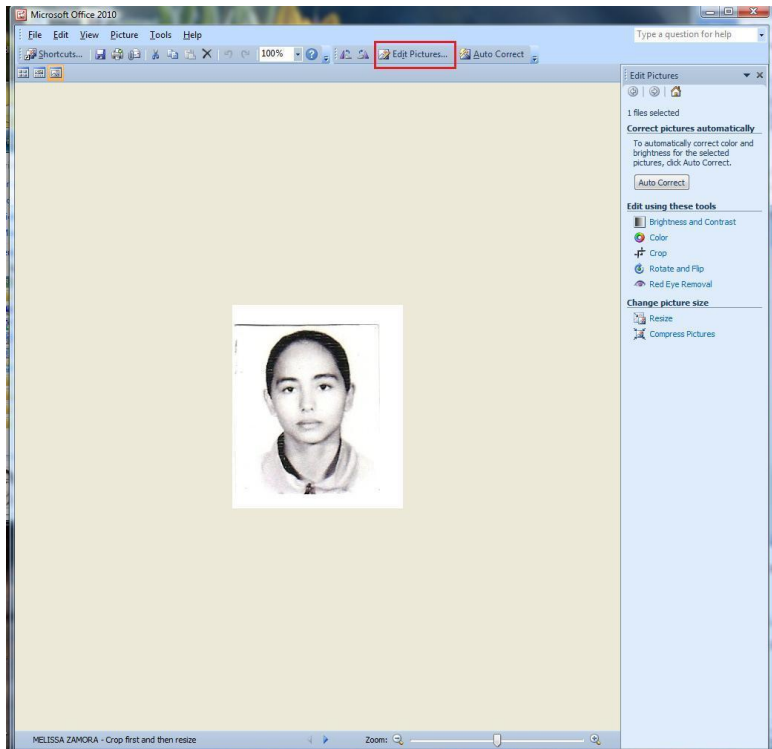 Microsoft Office 2010
File Edit View Picture Tools Help
Type a question for help
Shortcuts... 100% Edit Pictures... Auto Correct
Edit Pictures
1 files selected
Correct pictures automatically
To automatically correct color and
brightness for the selected
pictures, click Auto Correct.
Auto Correct
Edit using these tools
Brightness and Contrast
Color
Crop
Rotate and Flip
Red Eye Removal
Change picture size
Resize
Compress Pictures
MELISSA ZAMORA - Crop first and then resize
Zoom: